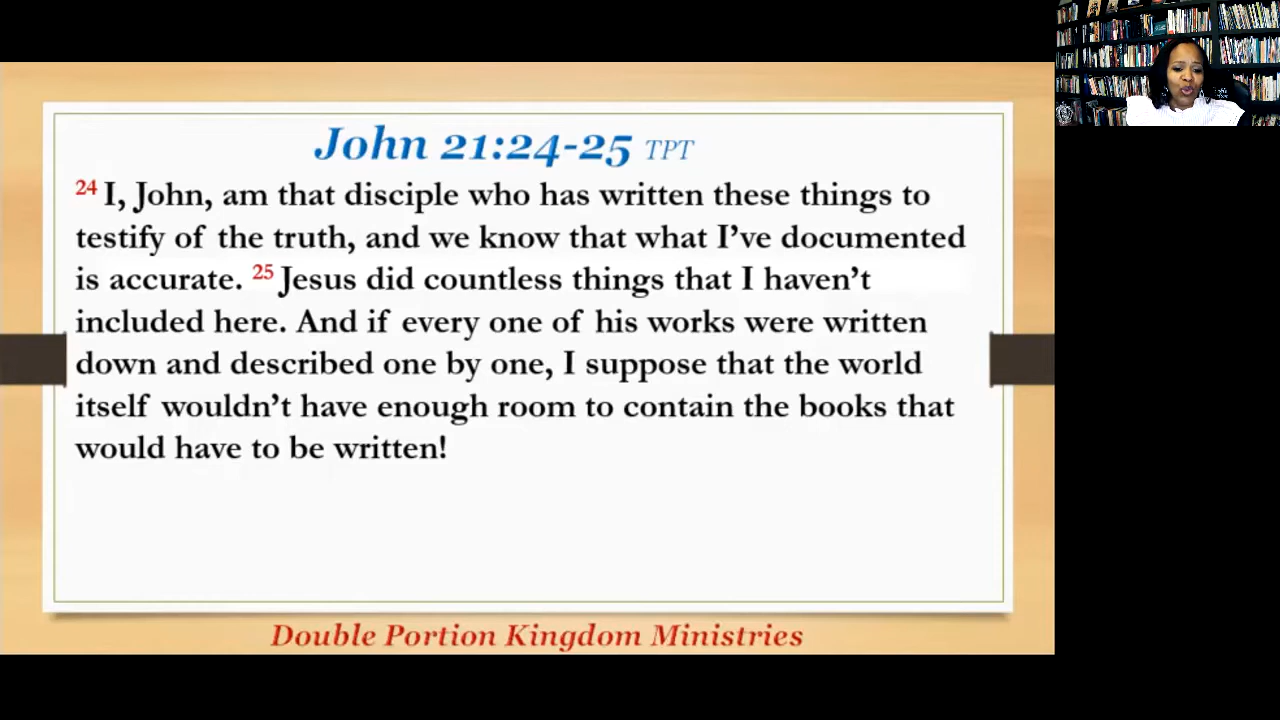 John 21:24-25 TPT
24 I, John, am that disciple who has written these things to
testify of the truth, and we know that what I’ve documented
is accurate. 25 Jesus did countless things that I haven’t
included here. And if every one of his works were written
down and described one by one, I suppose that the world
itself wouldn’t have enough room to contain the books that
would have to be written!
Double Portion Kingdom Ministries